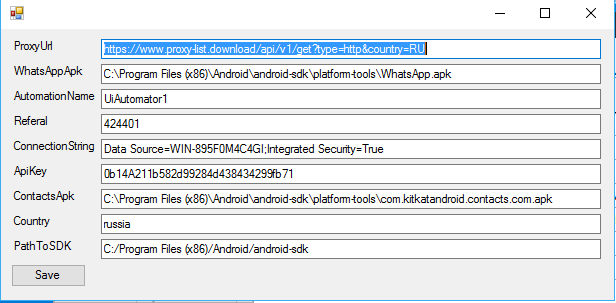 ProxyUrl https://www.proxy-list.download/api/v1/get?type=http&country=RU
WhatsAppApk C:\Program Files (x86)\Android\android-sdk\platform-tools\WhatsApp.apk
AutomationName UiAutomator1
Referal 424401
ConnectionString Data Source=WIN-895F0M4C4GI;Integrated Security=True
ApiKey 0b14A211b582d99284d438434299fb71
ContactsApk C:\Program Files (x86)\Android\android-sdk\platform-tools\com.kitkatandroid.contacts.com.apk
Country russia
PathToSDK C:/Program Files (x86)/Android/android-sdk
Save